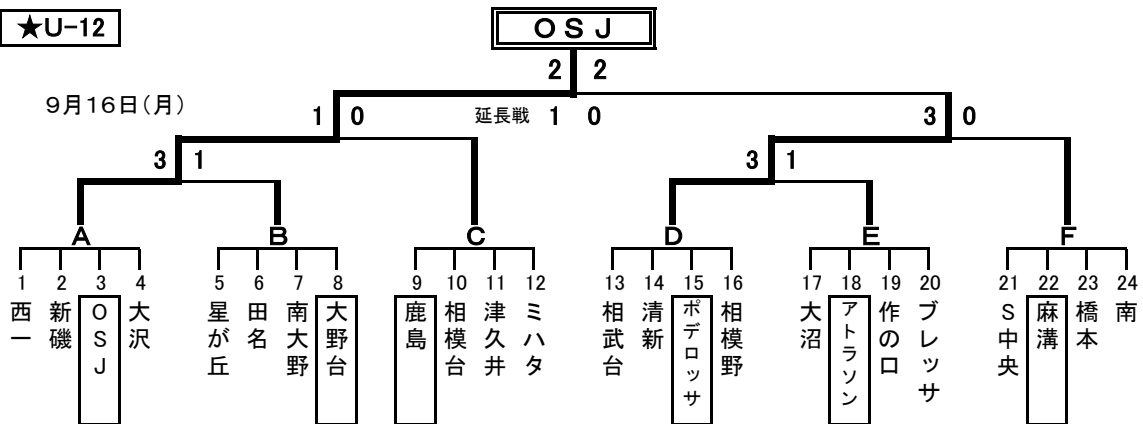 ★U-12
OSJ
2 2
9月16日(月)
1 0 延長戦 1 0 3 0
3 1 3 1
A B C D E F
1 2 3 4 5 6 7 8 9 10 11 12 13 14 15 16 17 18 19 20 21 22 23 24
西一
新磯
OSJ
大沢
星が丘
田名
南大野
大野台
鹿島
相模台
津久井
ミハタ
相武台
清新
ポデロッサ
相模野
大沼
アトラソン
作の口
ブレッサ
S中央
麻溝
橋本
南